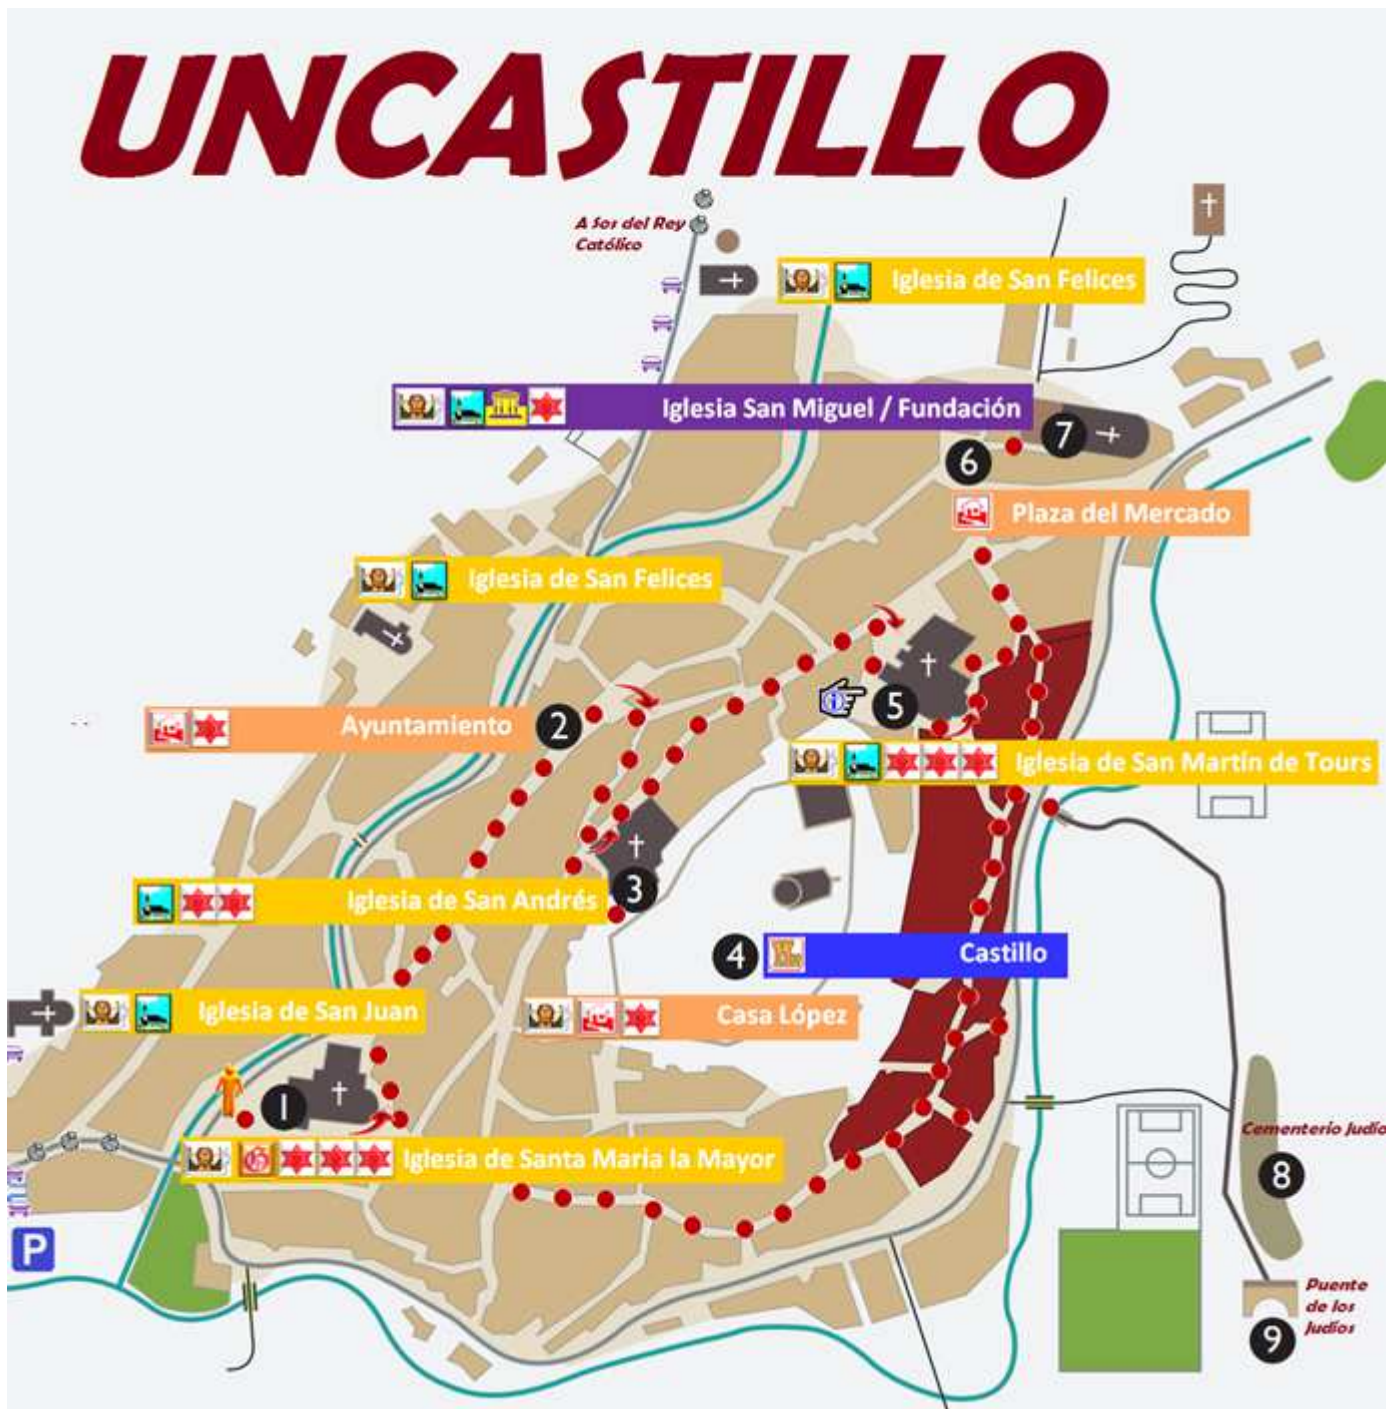 UNCASTILLO
A Sos del Rey
Católico
Iglesia de San Felices
Iglesia San Miguel / Fundación
7
6
Plaza del Mercado
Iglesia de San Felices
Ayuntamiento
2
5
Iglesia de San Martín de Tours
3
Iglesia de San Andrés
4
Castillo
Iglesia de San Juan
Casa López
1
Iglesia de Santa María la Mayor
Cementerio Judío
8
P
Puente
de los
Judíos
9